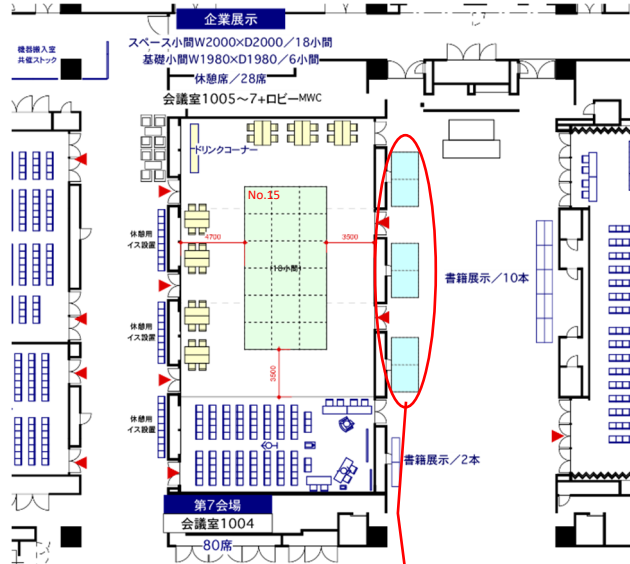 企業展示
スペース小間W2000×D2000／18小間
基礎小間W1980×D1980／6小間
休憩席／28席
会議室1005～7+ロビーMWC
機器搬入室
共催ストック
ドリンクコーナー
No.15
休憩用
イス設置
4700
3500
18小間
書籍展示／10本
休憩用
イス設置
3500
休憩用
イス設置
書籍展示／2本
第7会場
会議室1004
80席